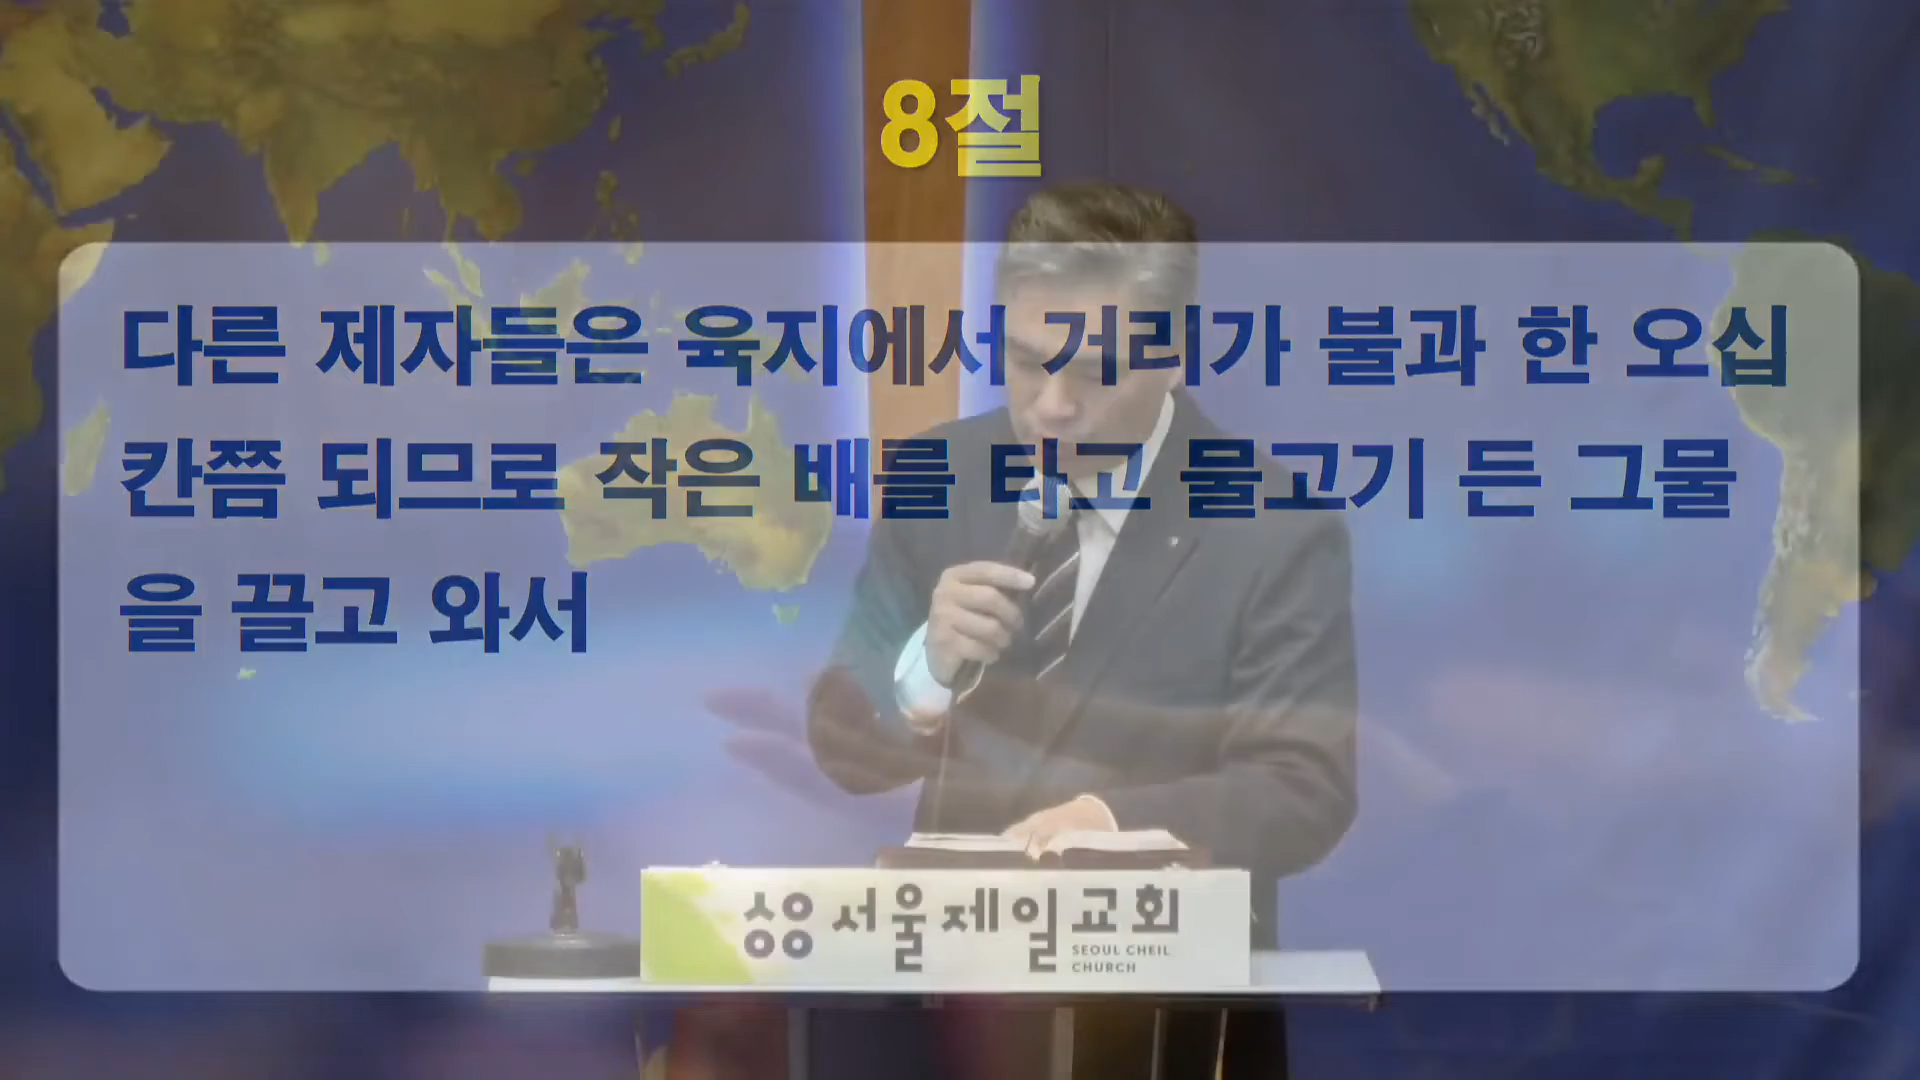 8절
다른 제자들은 육지에서 거리가 불과 한 오십
칸쯤 되므로 작은 배를 타고 물고기 든 그물
을 끌고 와서
서울제일교회
SEOUL CHEIL
CHURCH